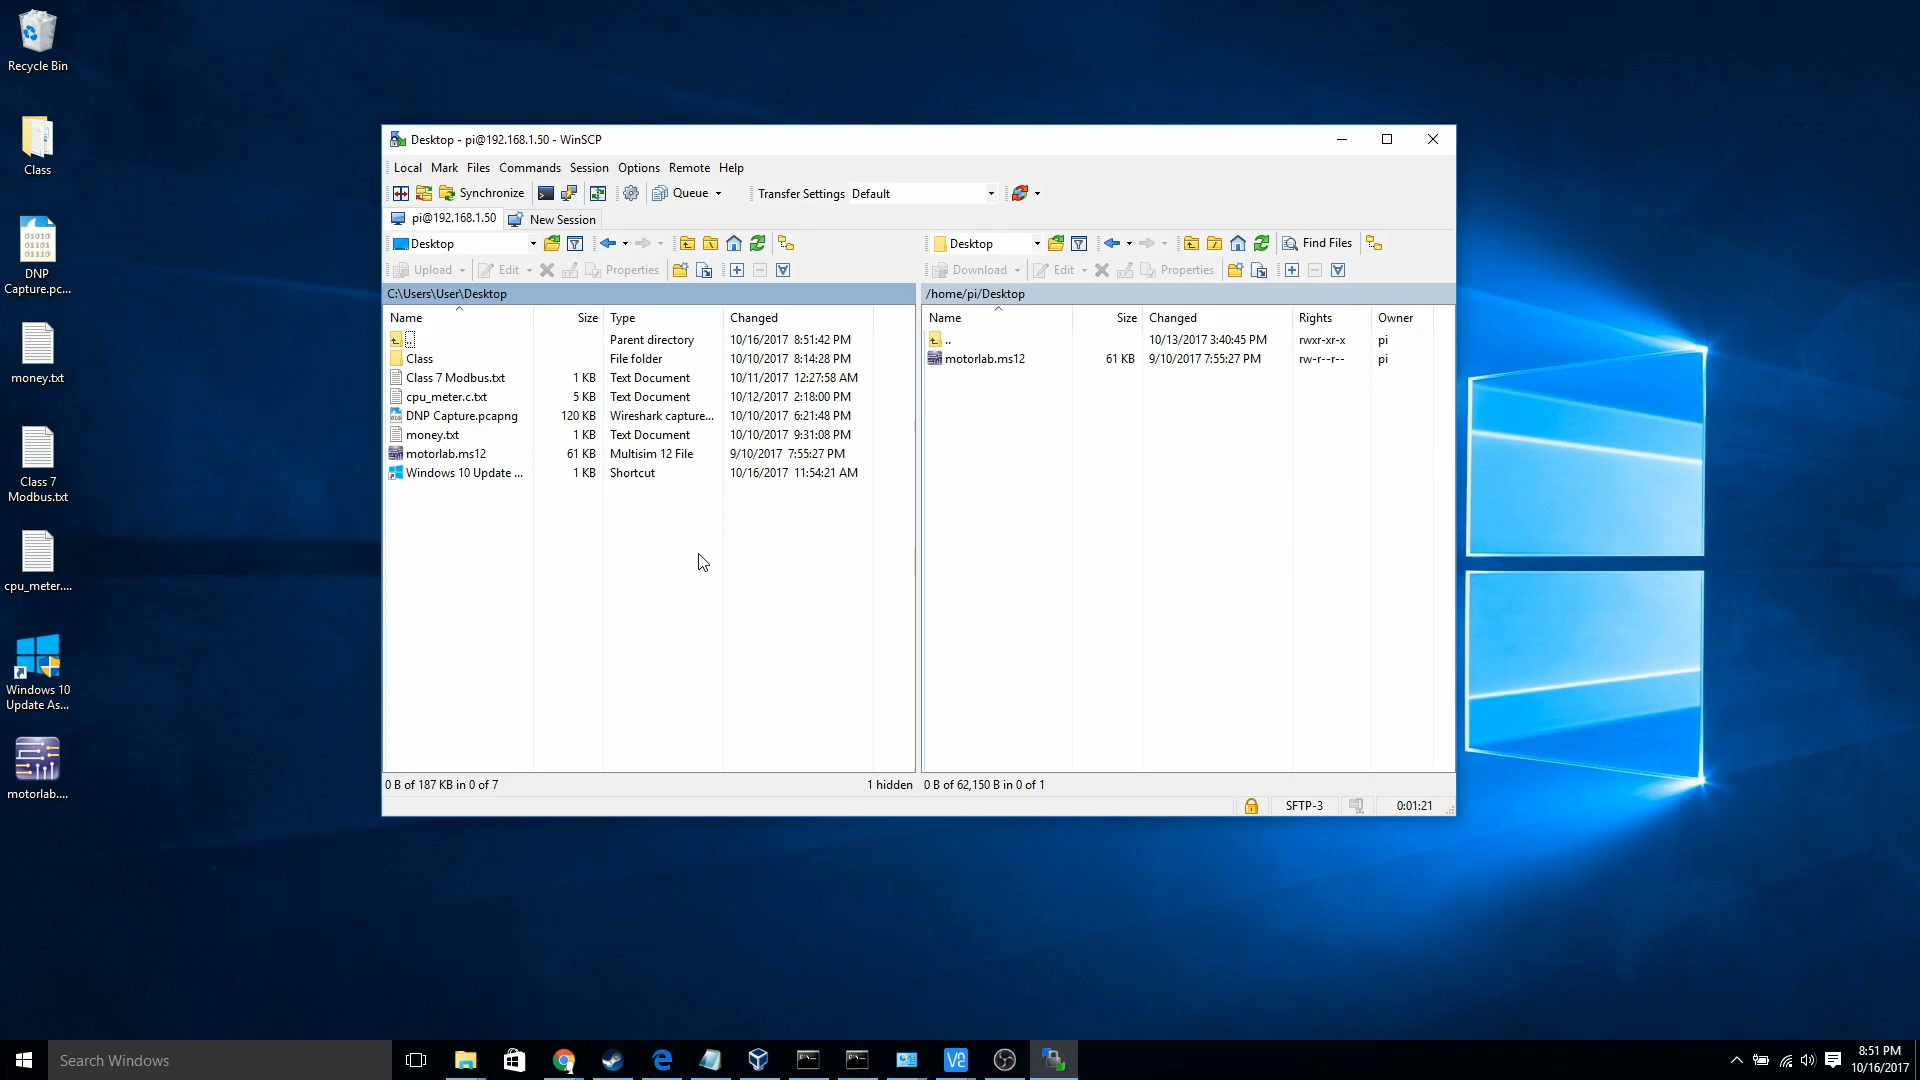 Recycle Bin
Class
DNP
Capture.pc...
money.txt
Class 7
Modbus.txt
cpu_meter....
Windows 10
Update As...
motorlab....
Desktop - pi@192.168.1.50 - WinSCP
Local Mark Files Commands Session Options Remote Help
Synchronize Queue Transfer Settings Default
pi@192.168.1.50 New Session
Desktop Desktop Find Files
Upload Edit Properties Download Edit Properties
C:\Users\User\Desktop
Name Size Type Changed
.. Parent directory 10/16/2017 8:51:42 PM
Class File folder 10/10/2017 8:14:28 PM
Class 7 Modbus.txt 1 KB Text Document 10/11/2017 12:27:58 AM
cpu_meter.c.txt 5 KB Text Document 10/12/2017 2:18:00 PM
DNP Capture.pcapng 120 KB Wireshark capture... 10/10/2017 6:21:48 PM
money.txt 1 KB Text Document 10/10/2017 9:31:08 PM
motorlab.ms12 61 KB Multisim 12 File 9/10/2017 7:55:27 PM
Windows 10 Update ... 1 KB Shortcut 10/16/2017 11:54:21 AM
0 B of 187 KB in 0 of 7 1 hidden
/home/pi/Desktop
Name Size Changed Rights Owner
.. 10/13/2017 3:40:45 PM rwxr-xr-x pi
motorlab.ms12 61 KB 9/10/2017 7:55:27 PM rw-r--r-- pi
0 B of 62,150 B in 0 of 1
SFTP-3 0:01:21
Search Windows
8:51 PM
10/16/2017